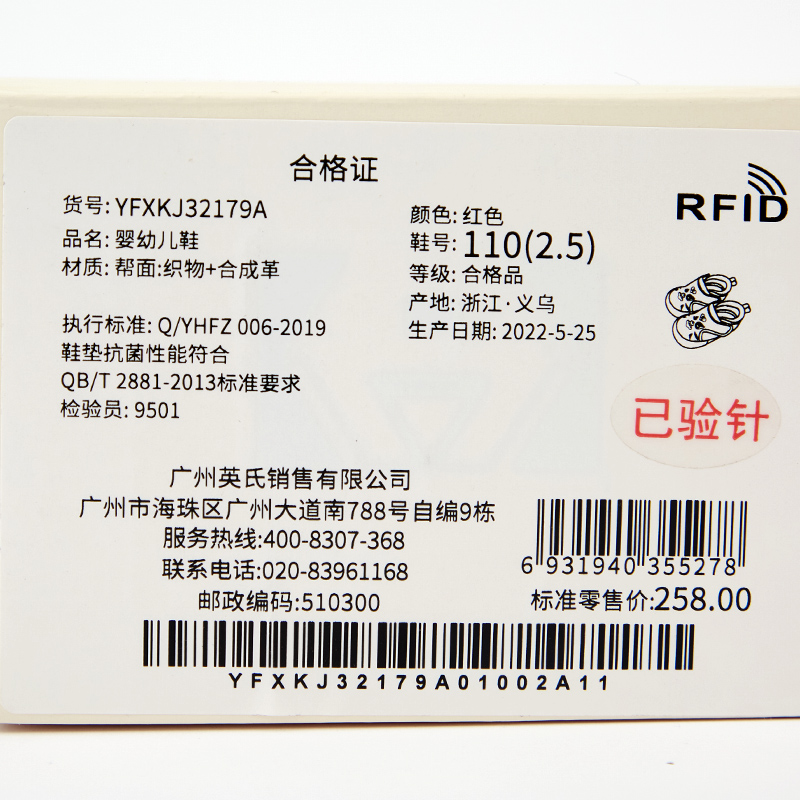 合格证
货号: YFXKJ32179A
品名: 婴幼儿鞋
材质: 帮面:织物+合成革
执行标准: Q/YHFZ 006-2019
鞋垫抗菌性能符合
QB/T 2881-2013标准要求
检验员: 9501
颜色: 红色
鞋号: 110(2.5)
等级: 合格品
产地: 浙江·义乌
生产日期: 2022-5-25
RFID
已验针
广州英氏销售有限公司
广州市海珠区广州大道南788号自编9栋
服务热线:400-8307-368
联系电话:020-83961168
邮政编码:510300
6 931940 355278
标准零售价:258.00
YFXKJ32179A01002A11